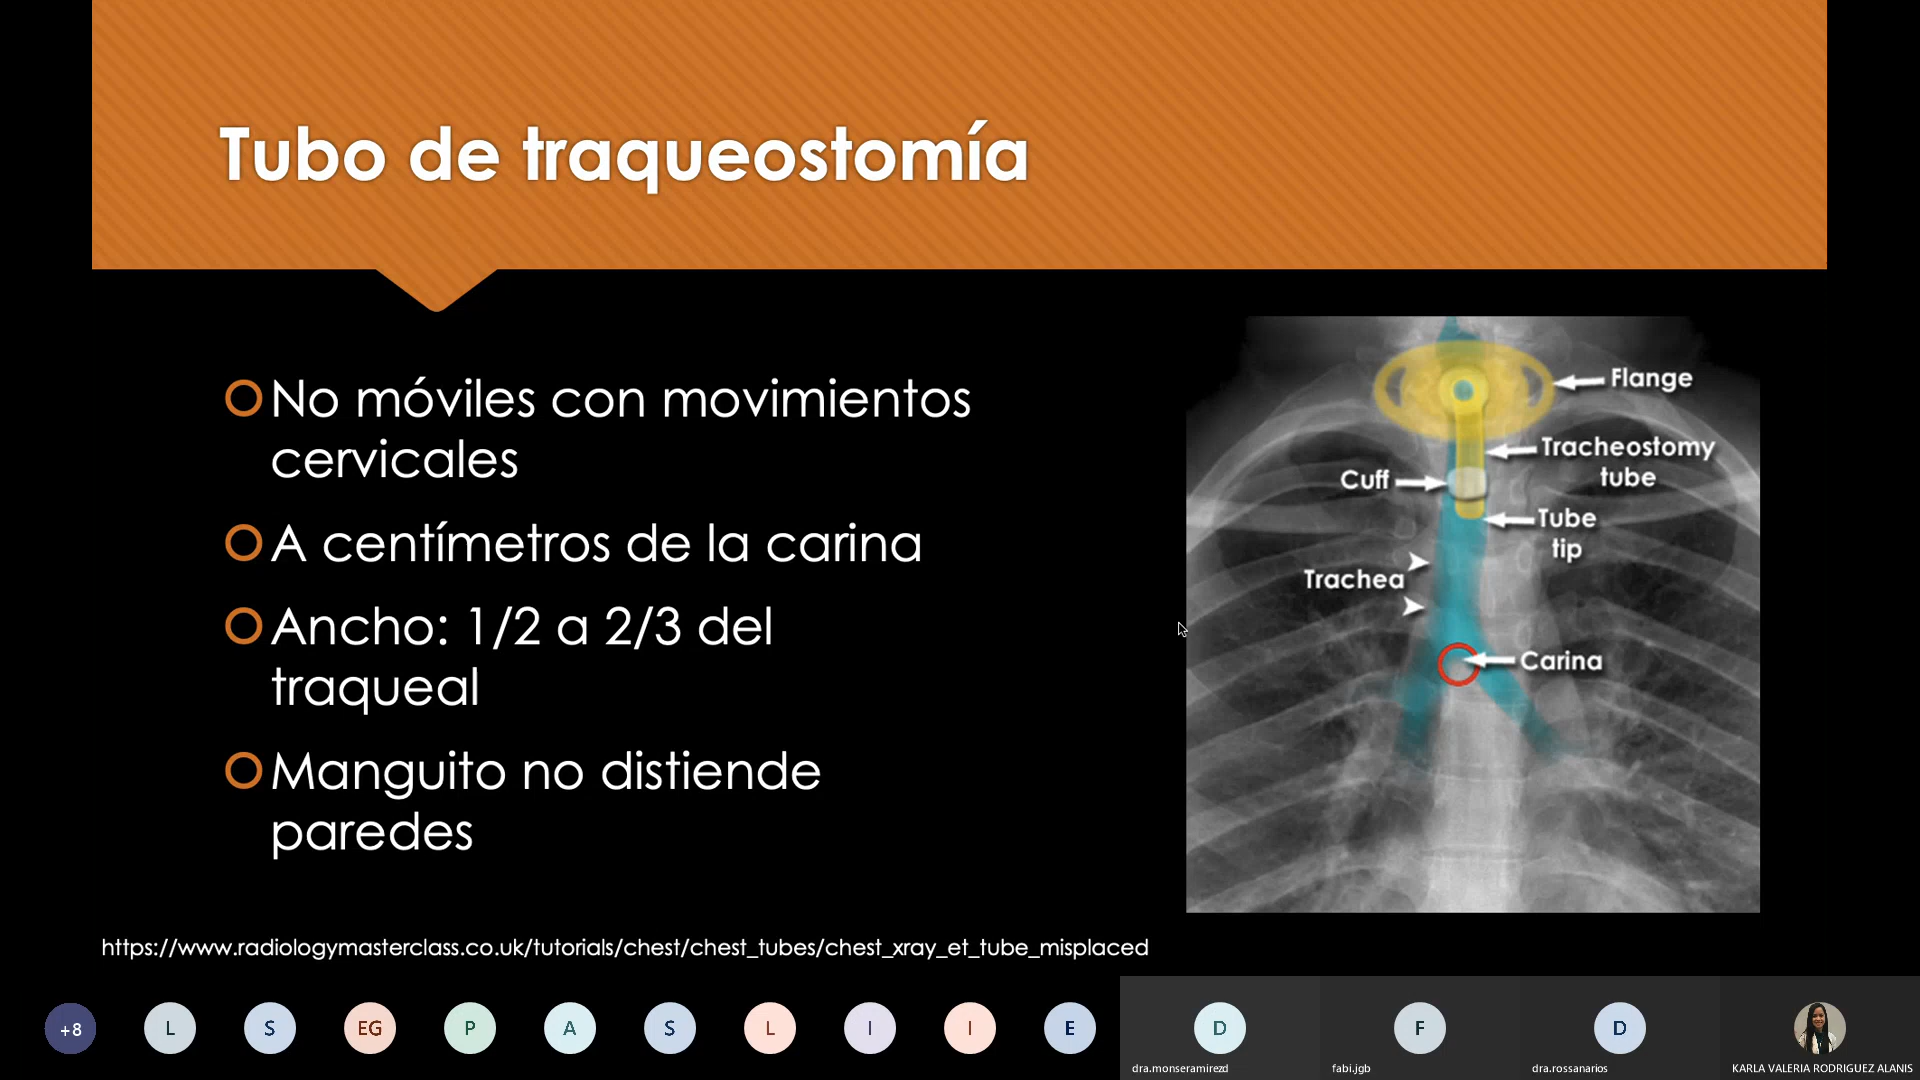 Tubo de traqueostomía
No móviles con movimientos
cervicales
A centímetros de la carina
Ancho: 1/2 a 2/3 del
traqueal
Manguito no distiende
paredes
Flange
Tracheostomy
tube
Cuff
Tube
tip
Trachea
Carina
https://www.radiologymasterclass.co.uk/tutorials/chest/chest_tubes/chest_xray_et_tube_misplaced
+8
L
S
EG
P
A
S
L
I
I
E
D
F
D
dra.monseramirezd
fabi.jgb
dra.rossanarios
KARLA VALERIA RODRIGUEZ ALANIS